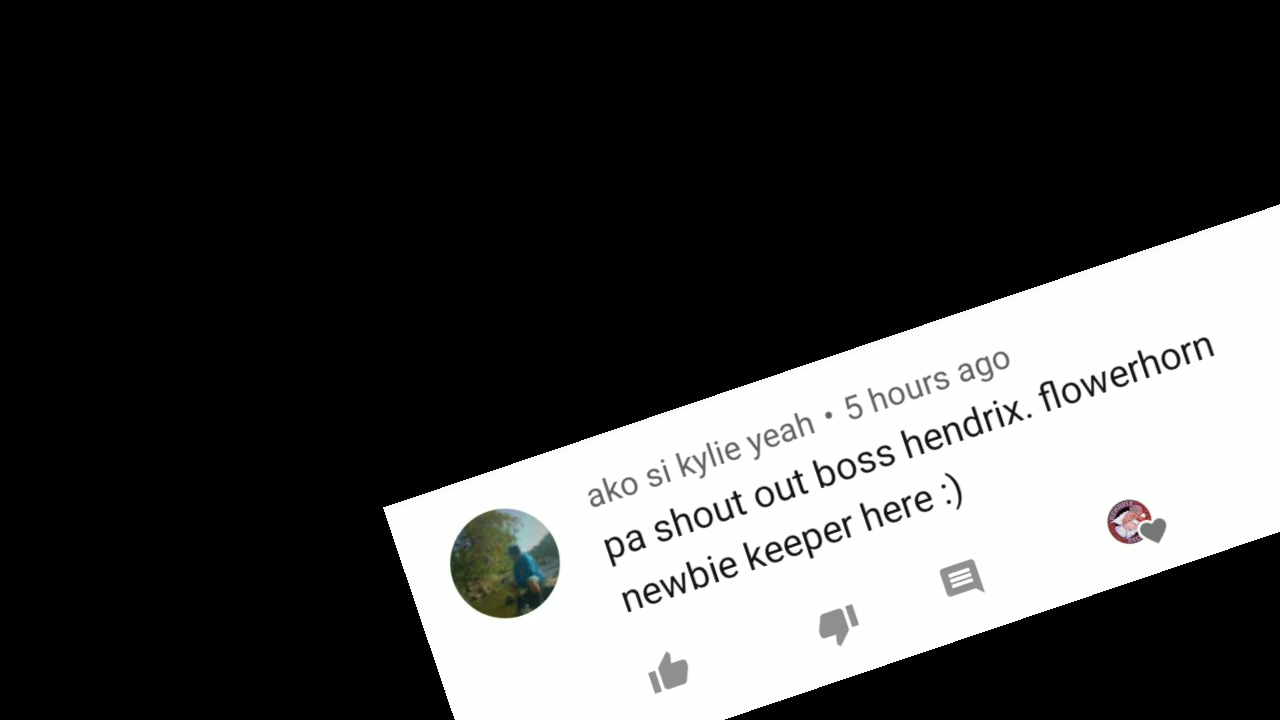 ako si kylie yeah • 5 hours ago
pa shout out boss hendrix. flowerhorn
newbie keeper here :)